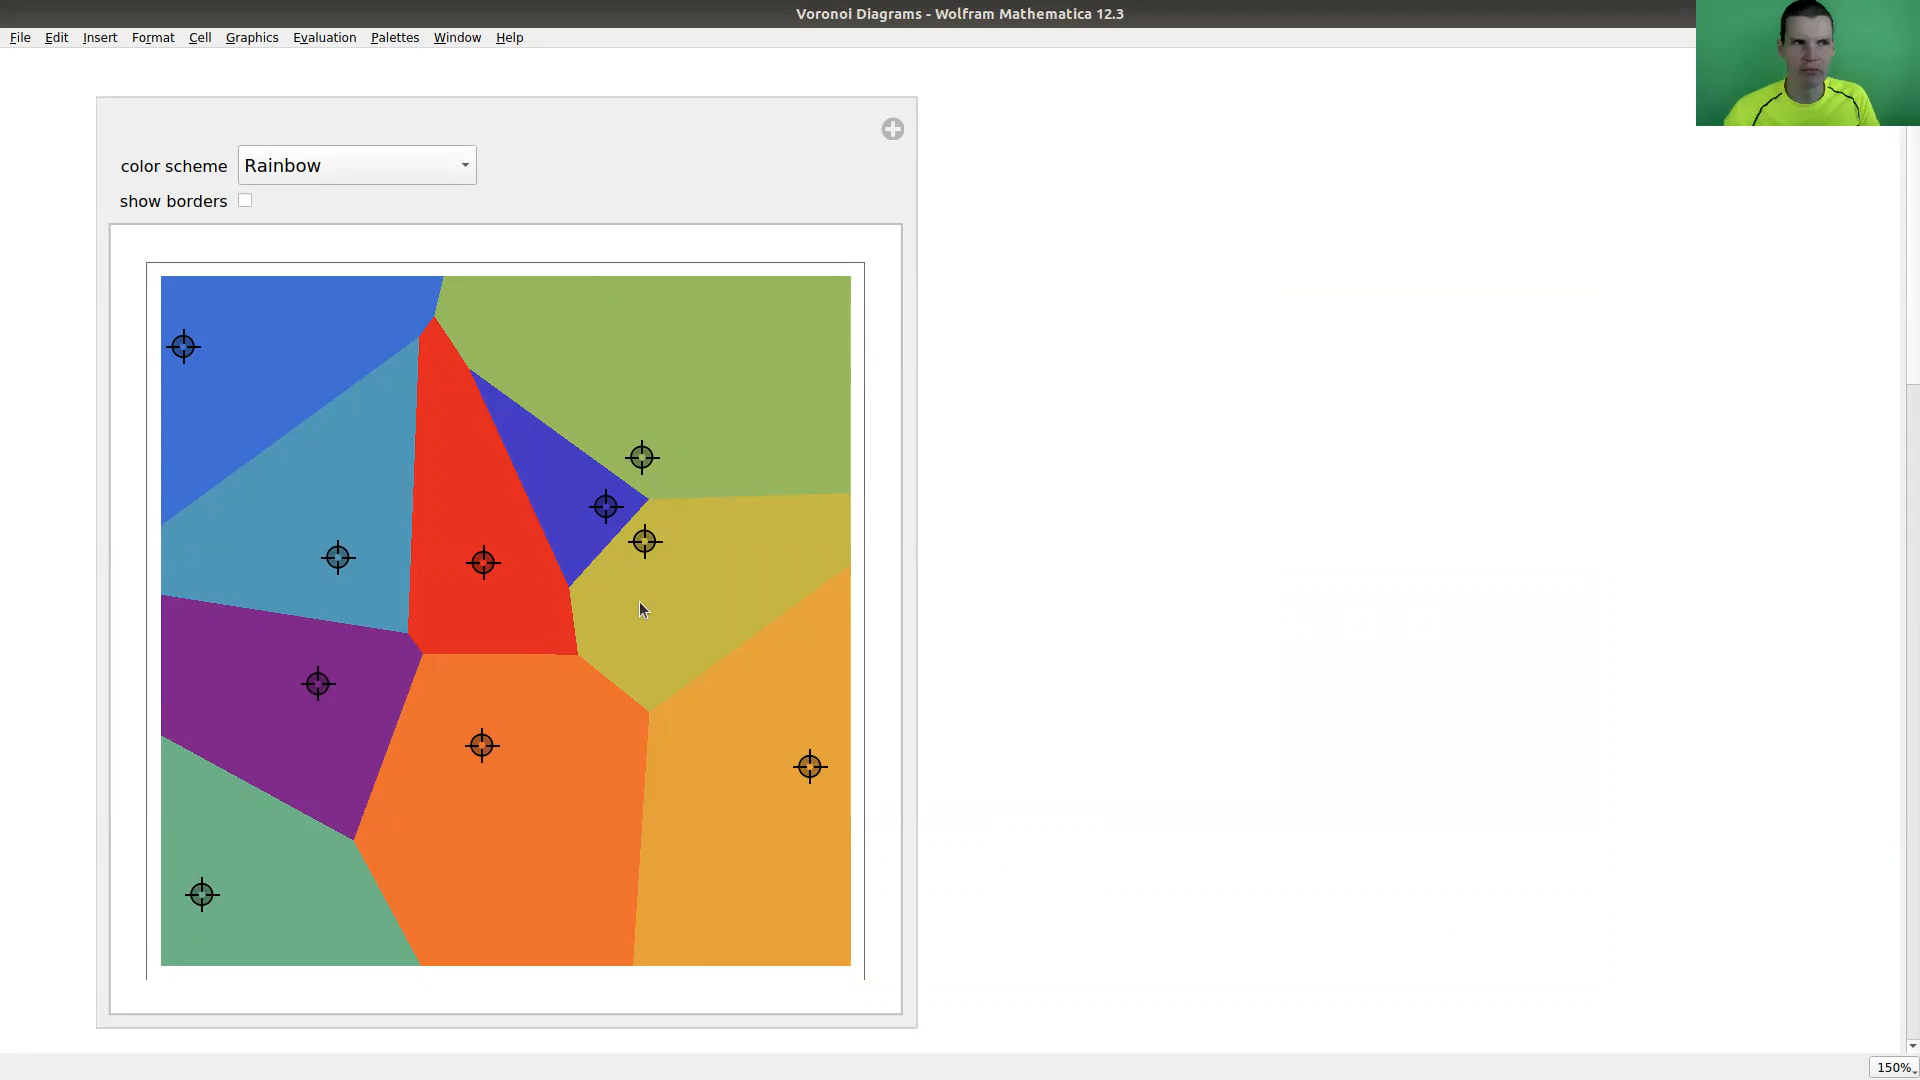 Voronoi Diagrams - Wolfram Mathematica 12.3
File Edit Insert Format Cell Graphics Evaluation Palettes Window Help
color scheme Rainbow
show borders
150%